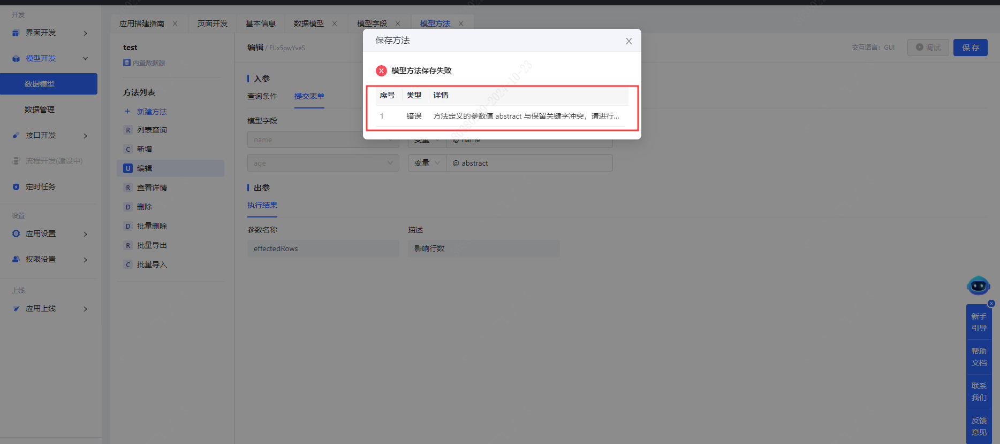 开发
界面开发
模型开发
数据模型
数据管理
接口开发
流程开发(建设中)
定时任务
设置
应用设置
权限设置
上线
应用上线
应用搭建指南
页面开发
基本信息
数据模型
模型字段
模型方法
test
内置数据源
方法列表
+ 新建方法
R 列表查询
C 新增
U 编辑
R 查看详情
D 删除
D 批量删除
R 批量导出
C 批量导入
编辑 / FUx5pwYveS
交互语言: GUI
调试
保 存
入参
查询条件
提交表单
模型字段
name
变量
@ name
age
变量
@ abstract
出参
执行结果
参数名称
描述
effectedRows
影响行数
保存方法
模型方法保存失败
序号 类型 详情
1 错误 方法定义的参数值 abstract 与保留关键字冲突，请进行...
新手
引导
帮助
文档
联系
我们
反馈
意见